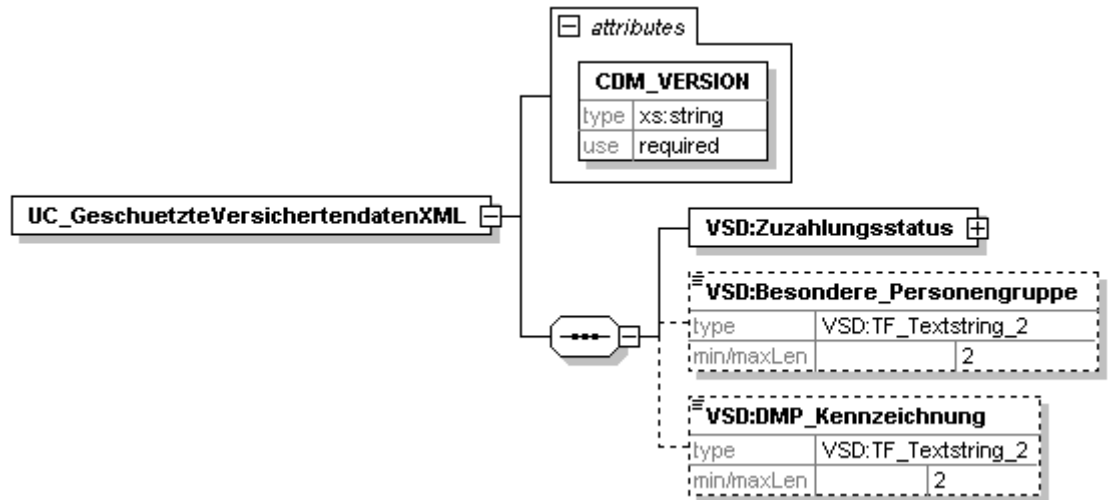 attributes
CDM_VERSION
type xs:string
use required
UC_GeschuetzteVersichertendatenXML
VSD:Zuzahlungsstatus
VSD:Besondere_Personengruppe
type VSD:TF_Textstring_2
min/maxLen 2
VSD:DMP_Kennzeichnung
type VSD:TF_Textstring_2
min/maxLen 2